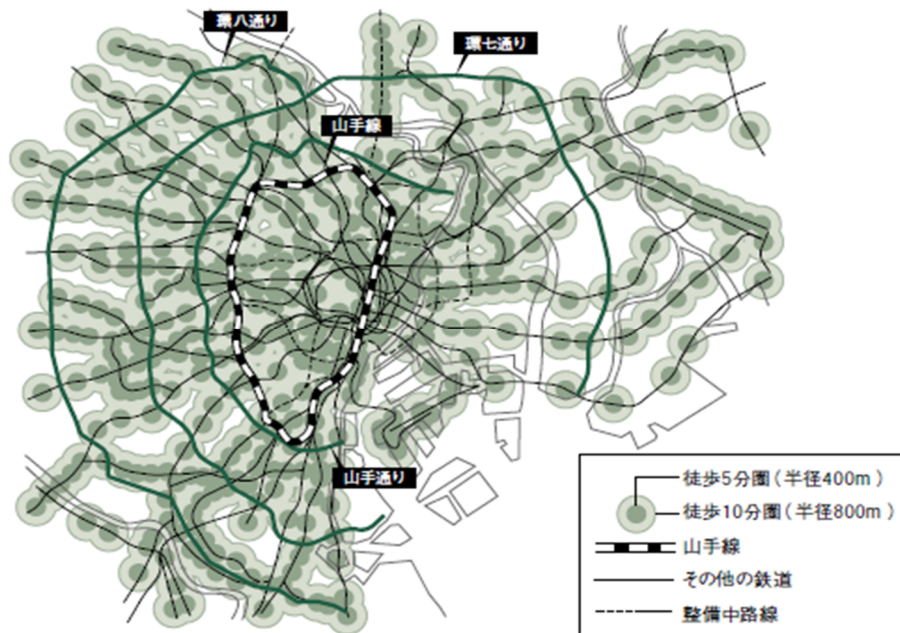 環八通り
環七通り
山手線
山手通り
徒歩5分圏(半径400m)
徒歩10分圏(半径800m)
山手線
その他の鉄道
整備中路線